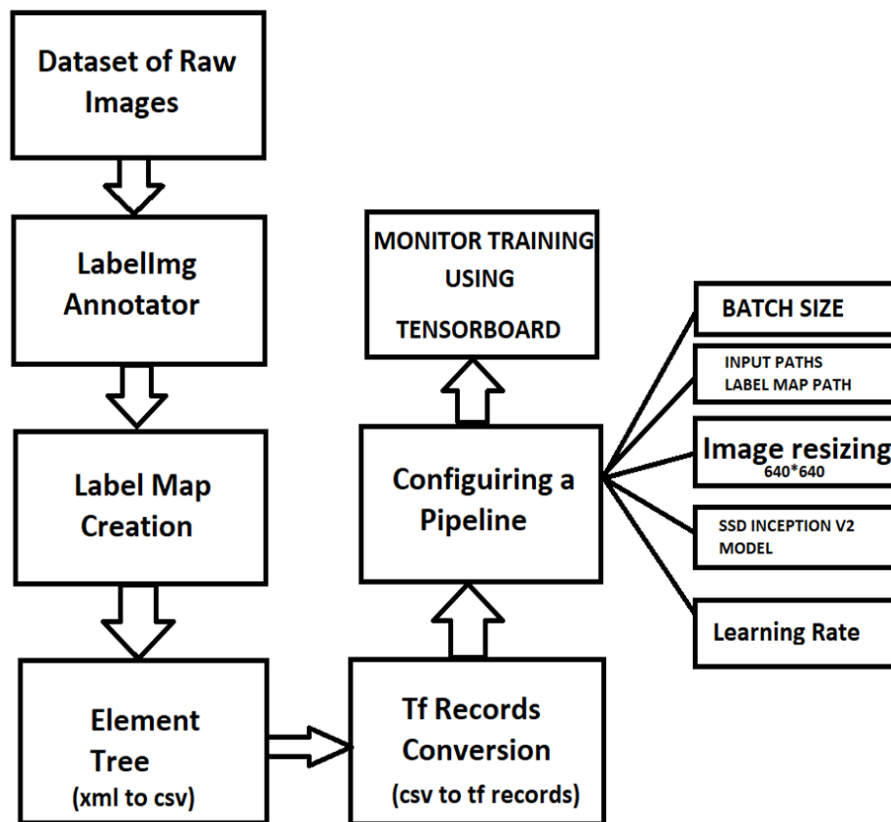 Dataset of Raw
Images
LabelImg
Annotator
Label Map
Creation
Element
Tree
(xml to csv)
Tf Records
Conversion
(csv to tf records)
Configuiring a
Pipeline
MONITOR TRAINING
USING
TENSORBOARD
BATCH SIZE
INPUT PATHS
LABEL MAP PATH
Image resizing
640*640
SSD INCEPTION V2
MODEL
Learning Rate